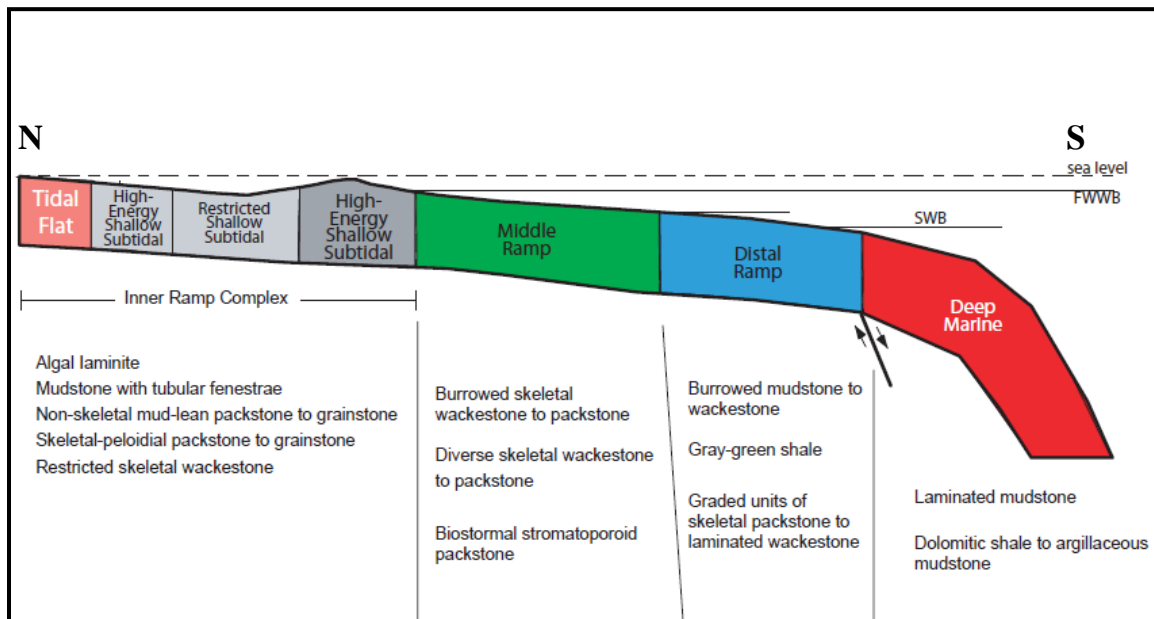 N
S
sea level
FWWB
SWB
Tidal
Flat
High-
Energy
Shallow
Subtidal
Restricted
Shallow
Subtidal
High-
Energy
Shallow
Subtidal
Middle
Ramp
Distal
Ramp
Deep
Marine
Inner Ramp Complex
Algal laminite
Mudstone with tubular fenestrae
Non-skeletal mud-lean packstone to grainstone
Skeletal-peloidial packstone to grainstone
Restricted skeletal wackestone
Burrowed skeletal
wackestone to packstone
Diverse skeletal wackestone
to packstone
Biostormal stromatoporoid
packstone
Burrowed mudstone to
wackestone
Gray-green shale
Graded units of
skeletal packstone to
laminated wackestone
Laminated mudstone
Dolomitic shale to argillaceous
mudstone